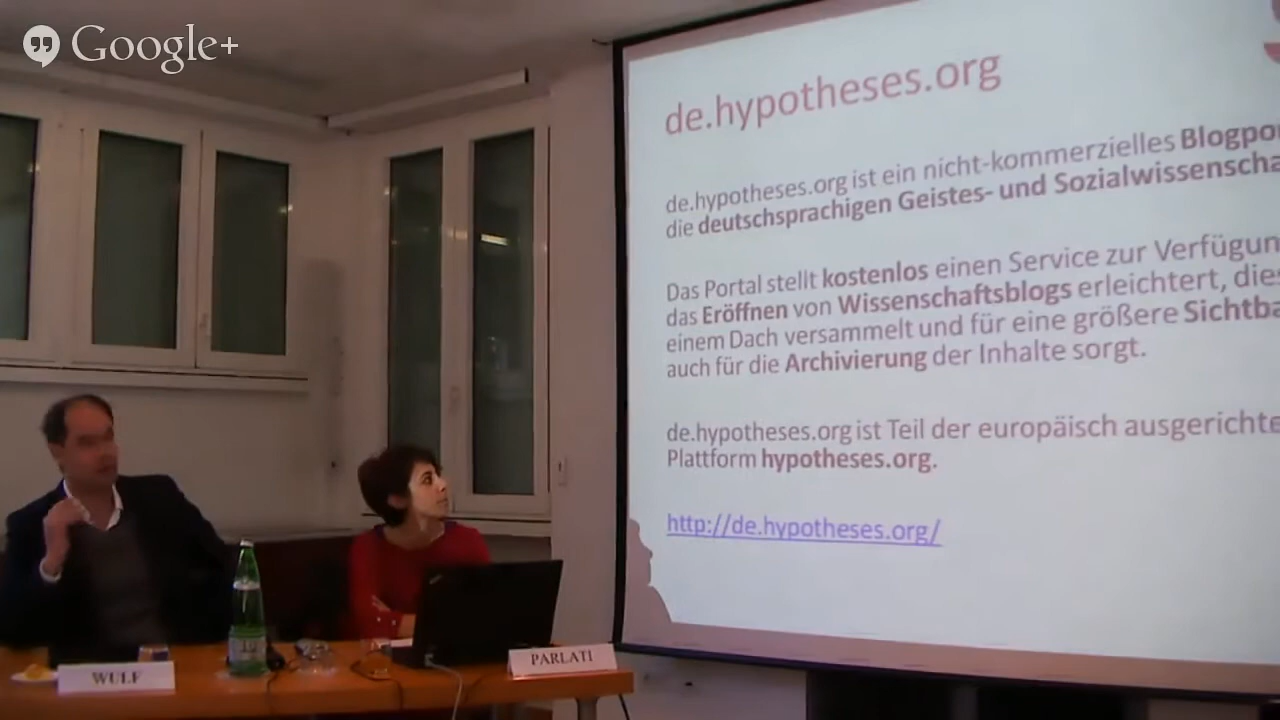 Google+
de.hypotheses.org
de.hypotheses.org ist ein nicht-kommerzielles Blogpo
die deutschsprachigen Geistes- und Sozialwissenscha
Das Portal stellt kostenlos einen Service zur Verfügun
das Eröffnen von Wissenschaftsblogs erleichtert, dies
einem Dach versammelt und für eine größere Sichtba
auch für die Archivierung der Inhalte sorgt.
de.hypotheses.org ist Teil der europäisch ausgerichte
Plattform hypotheses.org.
http://de.hypotheses.org/
WULF
PARLATI